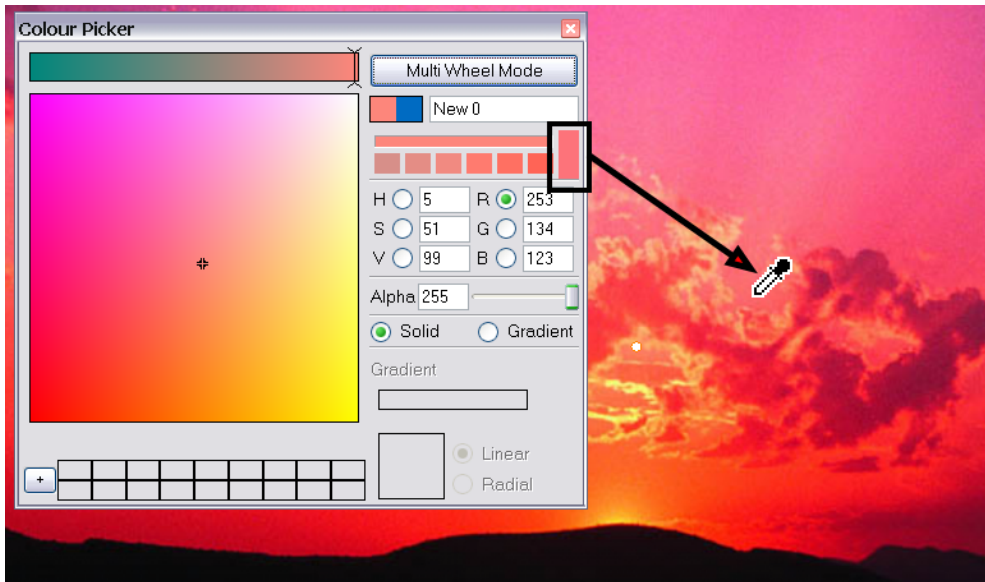 Colour Picker
Multi Wheel Mode
New 0
H 5 R 253
S 51 G 134
V 99 B 123
Alpha 255
Solid Gradient
Gradient
+
Linear
Radial